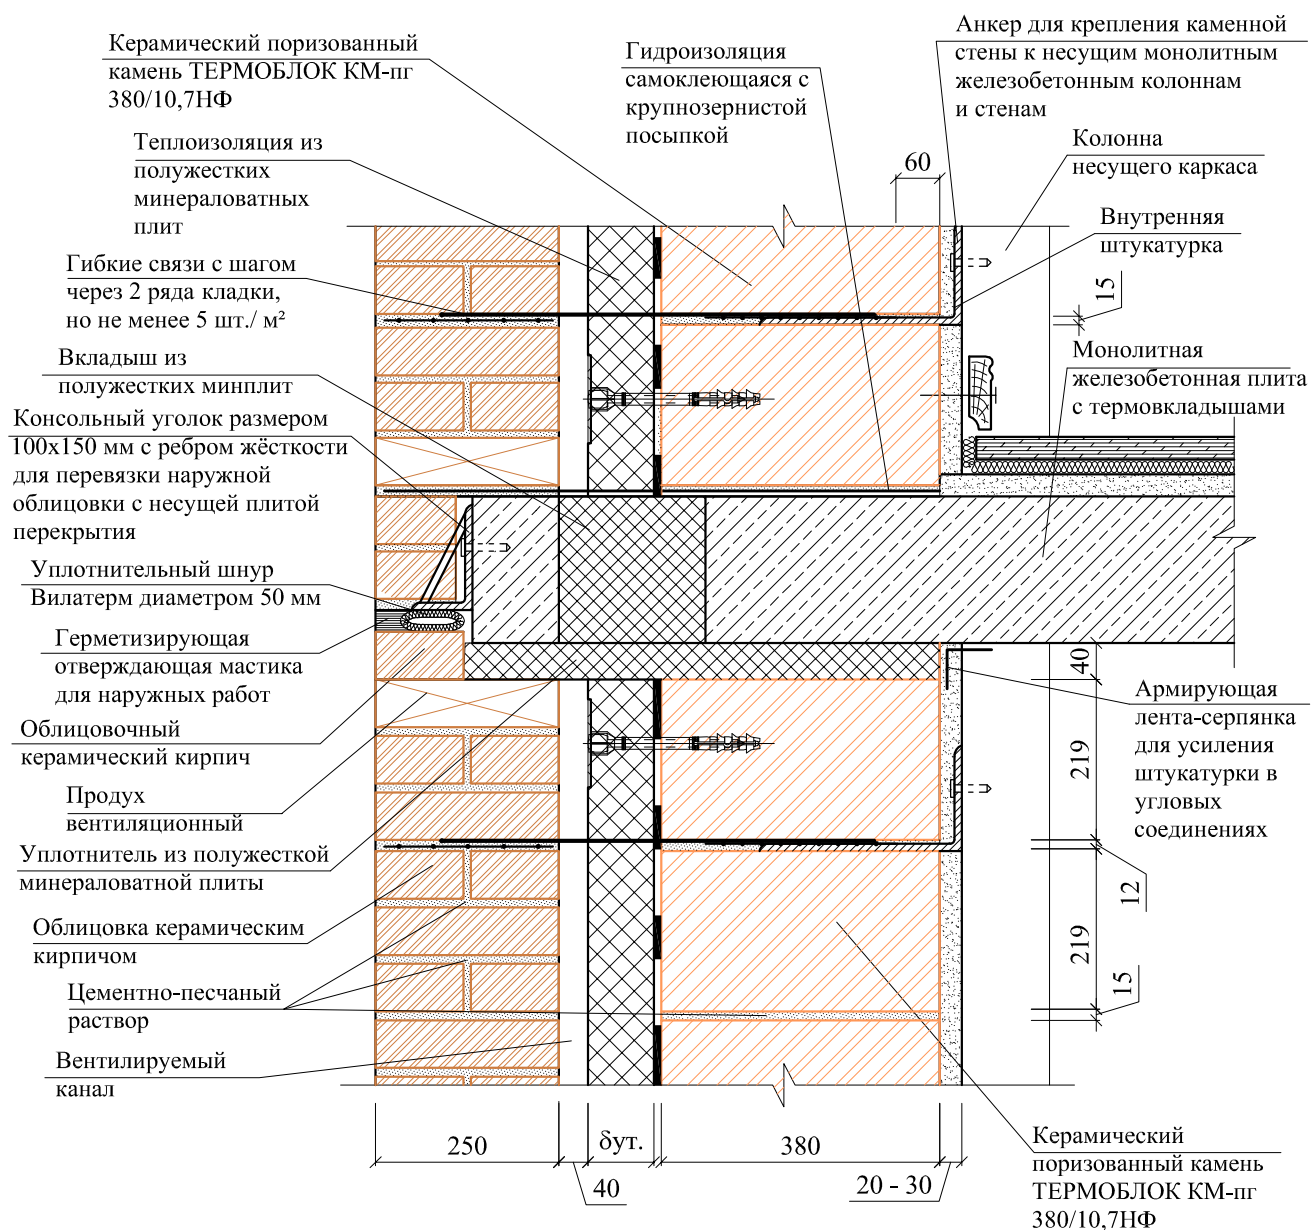 Керамический поризованный
камень ТЕРМОБЛОК КМ-пг
380/10,7НФ
Теплоизоляция из
полужестких
минераловатных
плит
Гибкие связи с шагом
через 2 ряда кладки,
но не менее 5 шт./ м²
Вкладыш из
полужестких минплит
Консольный уголок размером
100х150 мм с ребром жёсткости
для перевязки наружной
облицовки с несущей плитой
перекрытия
Уплотнительный шнур
Вилатерм диаметром 50 мм
Герметизирующая
отверждающая мастика
для наружных работ
Облицовочный
керамический кирпич
Продух
вентиляционный
Уплотнитель из полужесткой
минераловатной плиты
Облицовка керамическим
кирпичом
Цементно-песчаный
раствор
Вентилируемый
канал
Гидроизоляция
самоклеющаяся с
крупнозернистой
посыпкой
Анкер для крепления каменной
стены к несущим монолитным
железобетонным колоннам
и стенам
Колонна
несущего каркаса
60
Внутренняя
штукатурка
15
Монолитная
железобетонная плита
с термовкладышами
40
Армирующая
лента-серпянка
для усиления
штукатурки в
угловых
соединениях
219
12
219
15
250
40
δут.
380
20 - 30
Керамический
поризованный камень
ТЕРМОБЛОК КМ-пг
380/10,7НФ